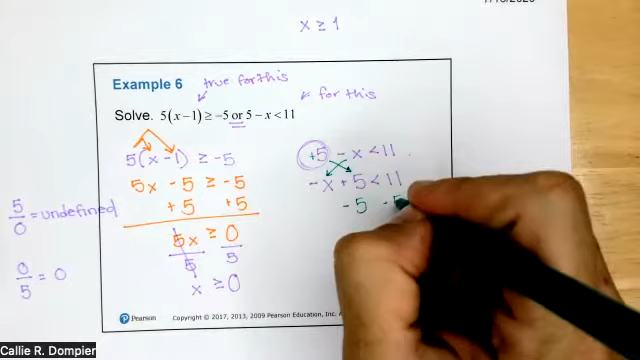 x ≥ 1
Example 6
true for this
for this
Solve. 5(x−1) ≥ −5 or 5 − x < 11
5(x − 1) ≥ −5
5x − 5 ≥ −5
+ 5 + 5
5x ≥ 0
5 5
x ≥ 0
5/0 = undefined
0/5 = 0
+5 − x < 11
− x + 5 < 11
− 5 − 5
Pearson
Copyright © 2017, 2013, 2009 Pearson Education, Inc.
Callie R. Dompier